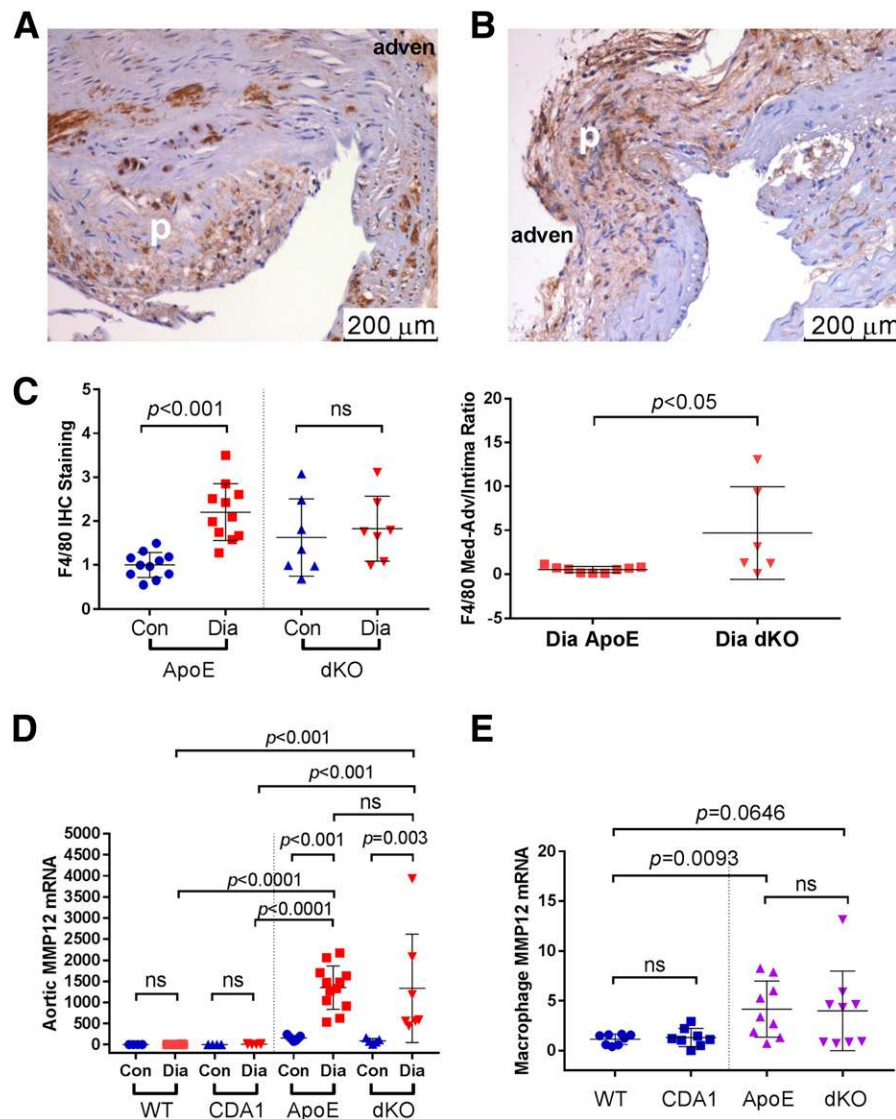 A
adven
p
200 µm
B
p
adven
200 µm
C
F4/80 IHC Staining
5
4
3
2
1
0
p<0.001
ns
Con Dia Con Dia
ApoE dKO
F4/80 Med-Adv/Intima Ratio
20
15
10
5
0
-5
p<0.05
Dia ApoE Dia dKO
D
Aortic MMP12 mRNA
5000
4500
4000
3500
3000
2500
2000
1500
1000
500
0
p<0.001
p<0.001
ns
p<0.001 p=0.003
p<0.0001
p<0.0001
ns ns
Con Dia Con Dia Con Dia Con Dia
WT CDA1 ApoE dKO
E
Macrophage MMP12 mRNA
20
15
10
5
0
p=0.0646
p=0.0093
ns
ns
WT CDA1 ApoE dKO